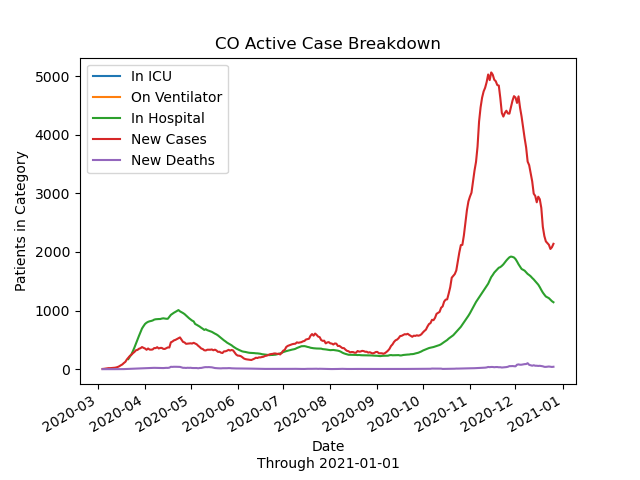 CO Active Case Breakdown
In ICU
On Ventilator
In Hospital
New Cases
New Deaths
Patients in Category
5000
4000
3000
2000
1000
0
2020-03
2020-04
2020-05
2020-06
2020-07
2020-08
2020-09
2020-10
2020-11
2020-12
2021-01
Date
Through 2021-01-01